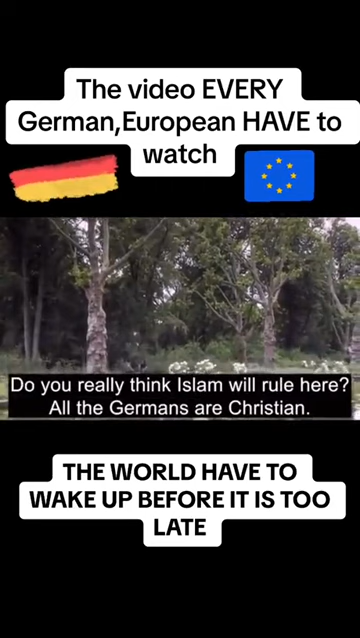 The video EVERY
German,European HAVE to
watch
Do you really think Islam will rule here?
All the Germans are Christian.
THE WORLD HAVE TO
WAKE UP BEFORE IT IS TOO
LATE